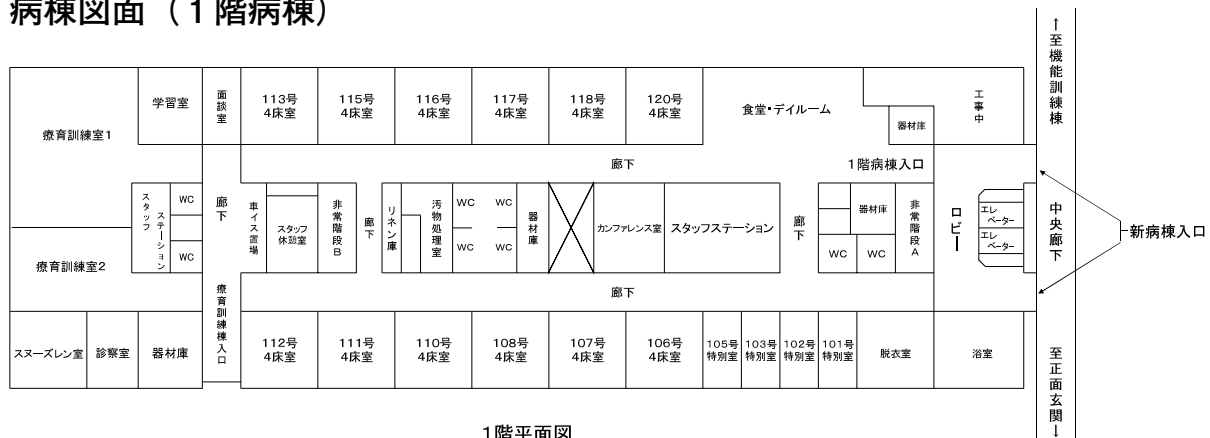 病棟図面（１階病棟）
↑至機能訓練棟
学習室
面談室
113号
4床室
115号
4床室
116号
4床室
117号
4床室
118号
4床室
120号
4床室
食堂・デイルーム
器材庫
工事中
療育訓練室1
廊下
1階病棟入口
スタッフ
ステーション
WC
WC
廊下
車イス置場
スタッフ
休憩室
非常階段B
廊下
リネン庫
汚物処理室
WC
WC
WC
WC
器材庫
カンファレンス室
スタッフステーション
廊下
器材庫
WC
WC
非常階段A
ロビー
エレ
ベーター
エレ
ベーター
中央廊下
新病棟入口
療育訓練室2
廊下
療育訓練棟入口
スヌーズレン室
診察室
器材庫
112号
4床室
111号
4床室
110号
4床室
108号
4床室
107号
4床室
106号
4床室
105号
特別室
103号
特別室
102号
特別室
101号
特別室
脱衣室
浴室
至正面玄関↓
1階平面図